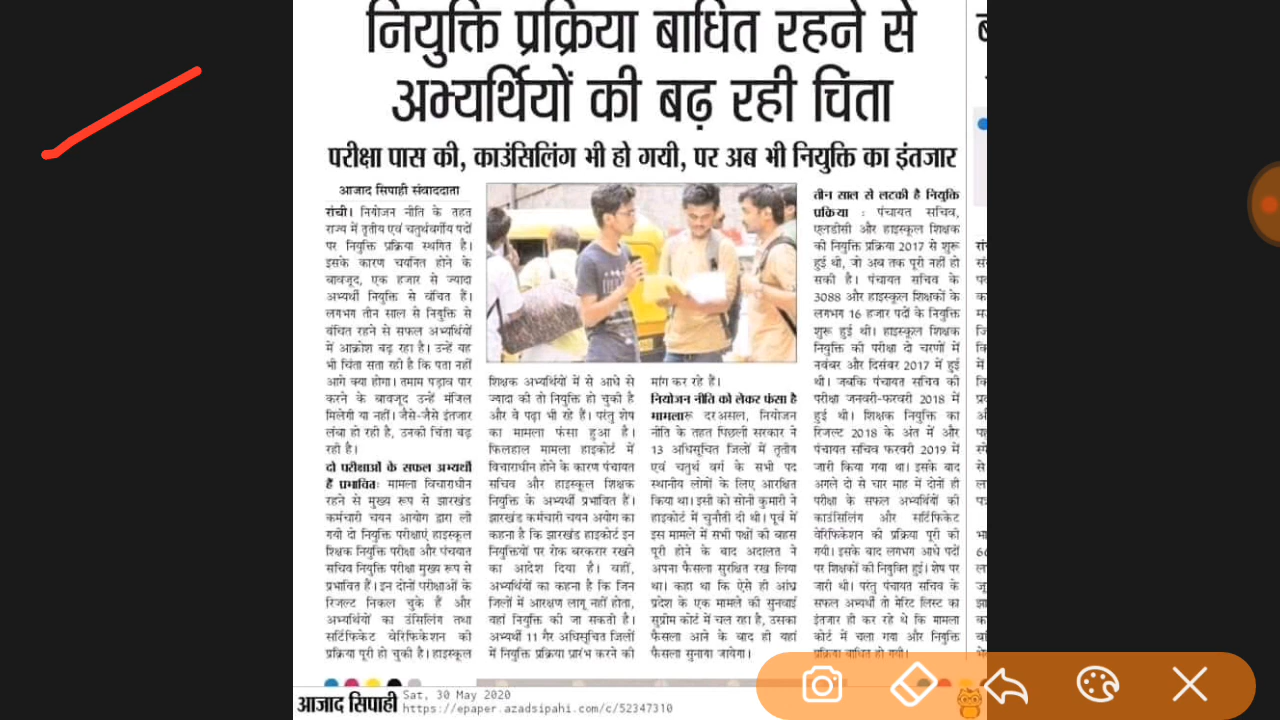 नियुक्ति प्रक्रिया बाधित रहने से
अभ्यर्थियों की बढ़ रही चिंता
परीक्षा पास की, काउंसिलिंग भी हो गयी, पर अब भी नियुक्ति का इंतजार
आजाद सिपाही संवाददाता
रांची। नियोजन नीति के तहत
राज्य में तृतीय एवं चतुर्थवर्गीय पदों
पर नियुक्ति प्रक्रिया स्थगित है।
इसके कारण चयनित होने के
बावजूद, एक हजार से ज्यादा
अभ्यर्थी नियुक्ति से वंचित हैं।
लगभग तीन साल से नियुक्ति से
वंचित रहने से सफल अभ्यर्थियों
में आक्रोश बढ़ रहा है। उन्हें यह
भी चिंता सता रही है कि पता नहीं
आगे क्या होगा। तमाम पड़ाव पार
करने के बावजूद उन्हें मंजिल
मिलेगी या नहीं। जैसे-जैसे इंतजार
लंबा हो रही है, उनकी चिंता बढ़
रही है।
दो परीक्षाओं के सफल अभ्यर्थी
हैं प्रभावित: मामला विचाराधीन
रहने से मुख्य रूप से झारखंड
कर्मचारी चयन आयोग द्वारा ली
गयी दो नियुक्ति परीक्षाएं हाइस्कूल
शिक्षक नियुक्ति परीक्षा और पंचयात
सचिव नियुक्ति परीक्षा मुख्य रूप से
प्रभावित हैं। इन दोनों परीक्षाओं के
रिजल्ट निकल चुके हैं और
अभ्यर्थियों का उंसिलिंग तथा
सर्टिफिकेट वेरिफिकेशन की
प्रक्रिया पूरी हो चुकी है। हाइस्कूल
शिक्षक अभ्यर्थियों में से आधे से
ज्यादा की तो नियुक्ति हो चुकी है
और वे पढ़ा भी रहे हैं। परंतु शेष
का मामला फंसा हुआ है।
फिलहाल मामला हाइकोर्ट में
विचाराधीन होने के कारण पंचायत
सचिव और हाइस्कूल शिक्षक
नियुक्ति के अभ्यर्थी प्रभावित हैं।
झारखंड कर्मचारी चयन अयोग का
कहना है कि झारखंड हाइकोर्ट इन
नियुक्तियों पर रोक बरकरार रखने
का आदेश दिया है। वहीं,
अभ्यर्थियों का कहना है कि जिन
जिलों में आरक्षण लागू नहीं होता,
वहां नियुक्ति की जा सकती है।
अभ्यर्थी 11 गैर अधिसूचित जिलों
में नियुक्ति प्रक्रिया प्रारंभ करने की
मांग कर रहे हैं।
नियोजन नीति को लेकर फंसा है
मामलारू दरअसल, नियोजन
नीति के तहत पिछली सरकार ने
13 अधिसूचित जिलों में तृतीय
एवं चतुर्थ वर्ग के सभी पद
स्थानीय लोगों के लिए आरक्षित
किया था। इसी को सोनी कुमारी ने
हाइकोर्ट में चुनौती दी थी। पूर्व में
इस मामले में सभी पक्षों की बहस
पूरी होने के बाद अदालत ने
अपना फैसला सुरक्षित रख लिया
था। कहा था कि ऐसे ही आंध्र
प्रदेश के एक मामले की सुनवाई
सुप्रीम कोर्ट में चल रहा है, उसका
फैसला आने के बाद ही यहां
फैसला सुनाया जायेगा।
तीन साल से लटकी है नियुक्ति
प्रक्रिया : पंचायत सचिव,
एलडीसी और हाइस्कूल शिक्षक
की नियुक्ति प्रक्रिया 2017 से शुरू
हुई थी, जो अब तक पूरी नहीं हो
सकी है। पंचायत सचिव के
3088 और हाइस्कूल शिक्षकों के
लगभग 16 हजार पदों के नियुक्ति
शुरू हुई थी। हाइस्कूल शिक्षक
नियुक्ति की परीक्षा दो चरणों में
नवंबर और दिसंबर 2017 में हुई
थी। जबकि पंचायत सचिव की
परीक्षा जनवरी-फरवरी 2018 में
हुई थी। शिक्षक नियुक्ति का
रिजल्ट 2018 के अंत में और
पंचायत सचिव फरवरी 2019 में
जारी किया गया था। इसके बाद
अगले दो से चार माह में दोनों ही
परीक्षा के सफल अभ्यर्थियों की
काउंसिलिंग और सर्टिफिकेट
वेरिफिकेशन की प्रक्रिया पूरी की
गयी। इसके बाद लगभग आधे पदों
पर शिक्षकों की नियुक्ति हुई। शेष पर
जारी थी। परंतु पंचायत सचिव के
सफल अभ्यर्थी तो मेरिट लिस्ट का
इंतजार ही कर रहे थे कि मामला
कोर्ट में चला गया और नियुक्ति
प्रक्रिया बाधित हो गयी।
आजाद सिपाही
Sat, 30 May 2020
https://epaper.azadsipahi.com/c/52347310